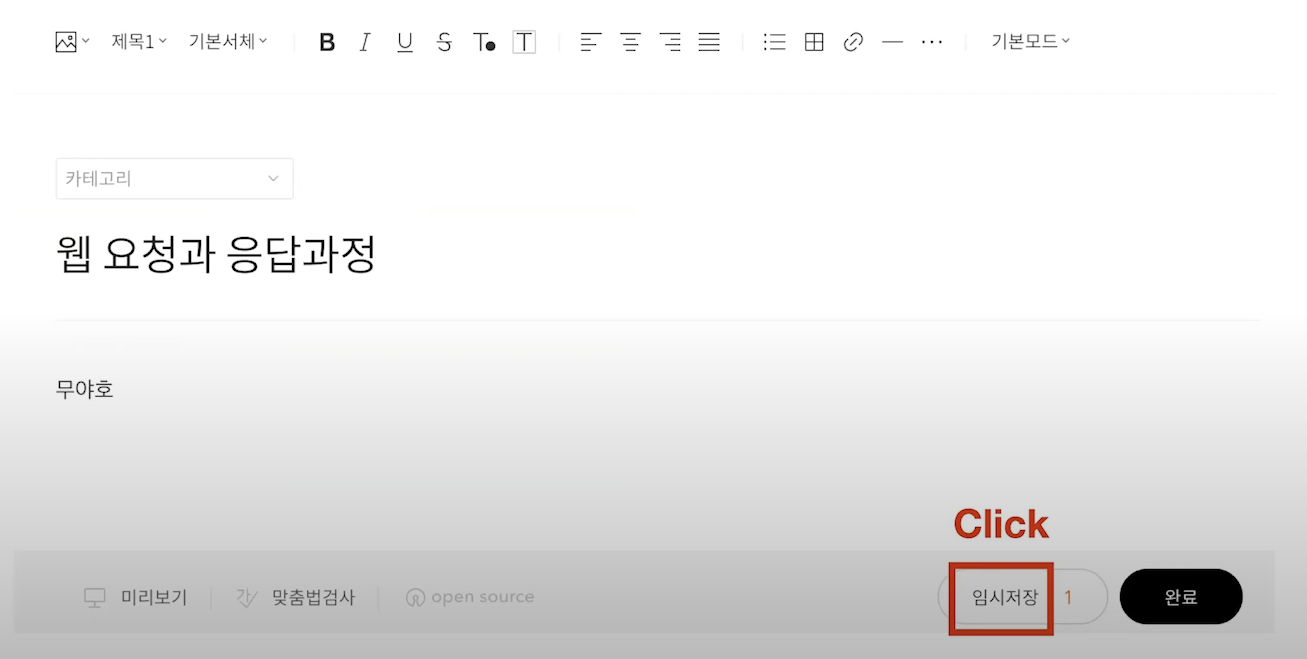 제목1 기본서체 B I U S T T 기본모드
카테고리
웹 요청과 응답과정
무야호
Click
미리보기 간 맞춤법검사 open source 임시저장 1 완료